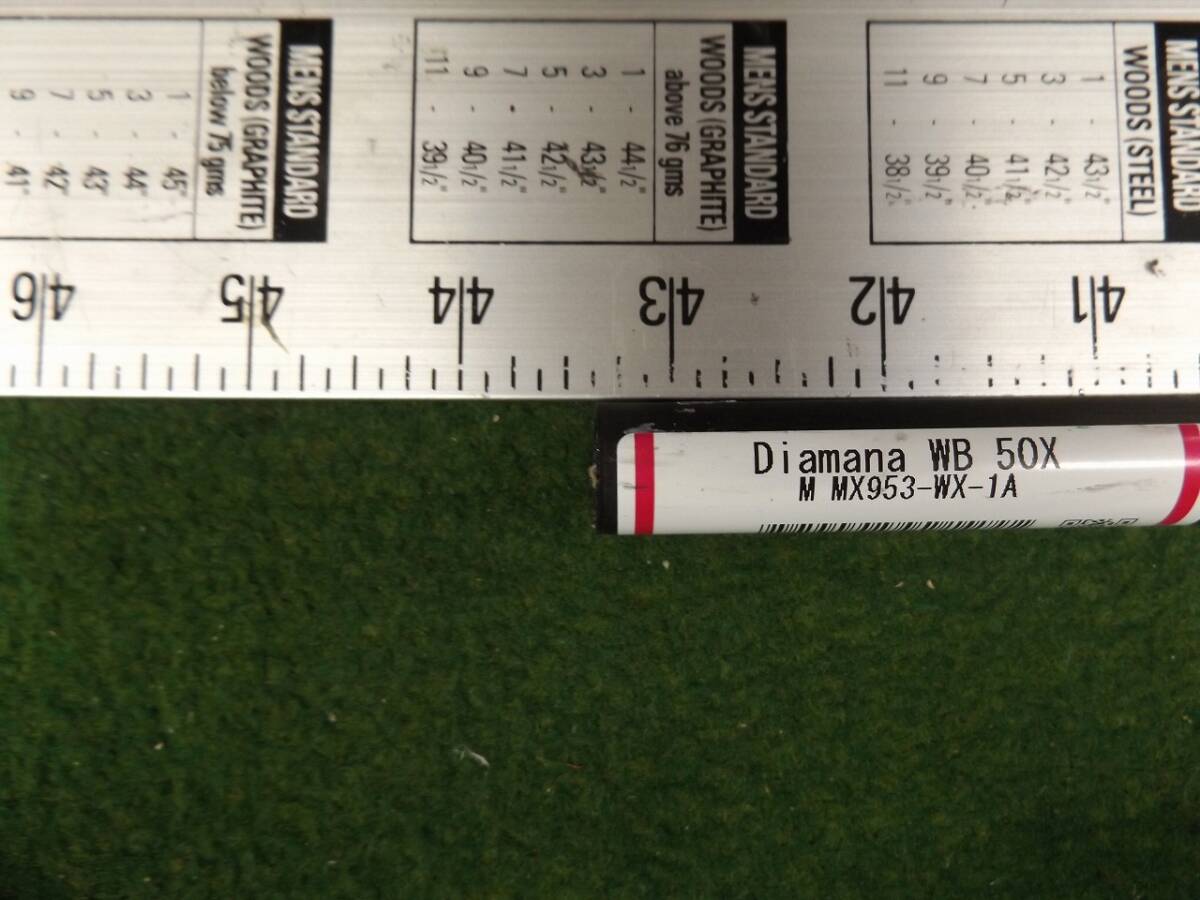 MENS STANDARD
WOODS (GRAPHITE)
below 75 gms
1 - 45"
3 - 44"
5 - 43"
7 - 42"
9 - 41"
MENS STANDARD
WOODS (GRAPHITE)
above 76 gms
1 - 44 1/2"
3 - 43 1/2"
5 - 42 1/2"
7 - 41 1/2"
9 - 40 1/2"
11 - 39 1/2"
MENS STANDARD
WOODS (STEEL)
1 - 43 1/2"
3 - 42 1/2"
5 - 41 1/2"
7 - 40 1/2"
9 - 39 1/2"
11 - 38 1/2"
46 45 44 43 42 41
Diamana WB 50X
M MX953-WX-1A